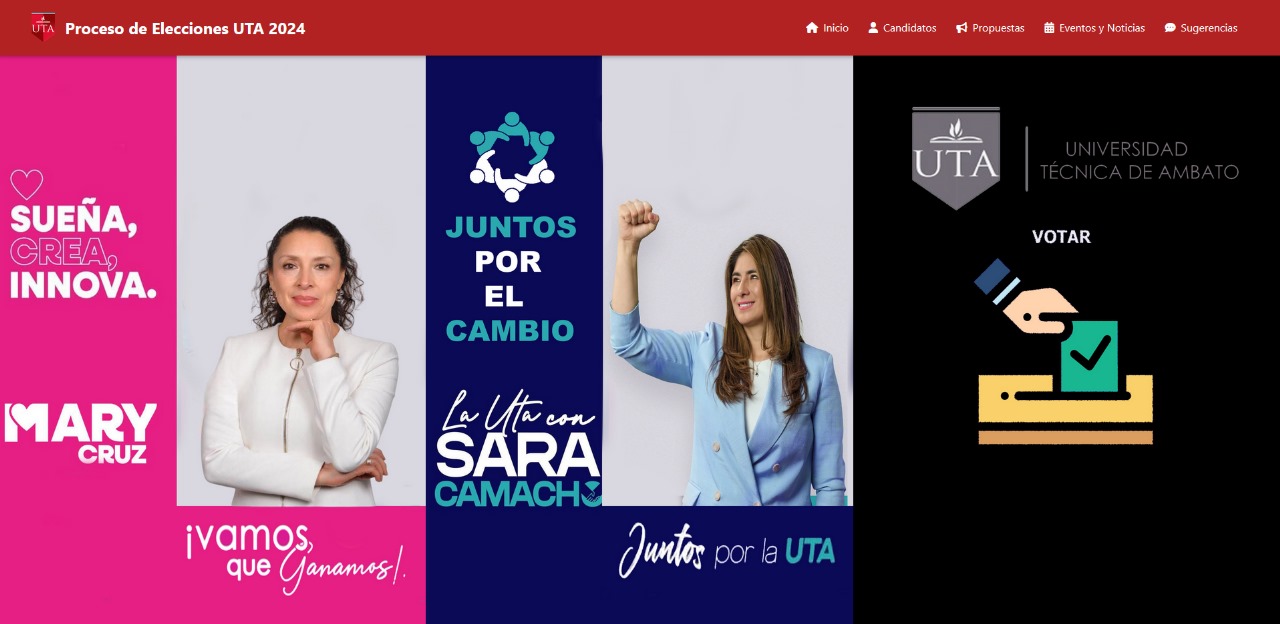 UTA
Proceso de Elecciones UTA 2024
Inicio
Candidatos
Propuestas
Eventos y Noticias
Sugerencias
SUEÑA,
CREA,
INNOVA.
MARY
CRUZ
¡vamos,
que Ganamos!.
JUNTOS
POR
EL
CAMBIO
La Uta con
SARA
CAMACHO
Juntos por la UTA
UTA
UNIVERSIDAD
TÉCNICA DE AMBATO
VOTAR